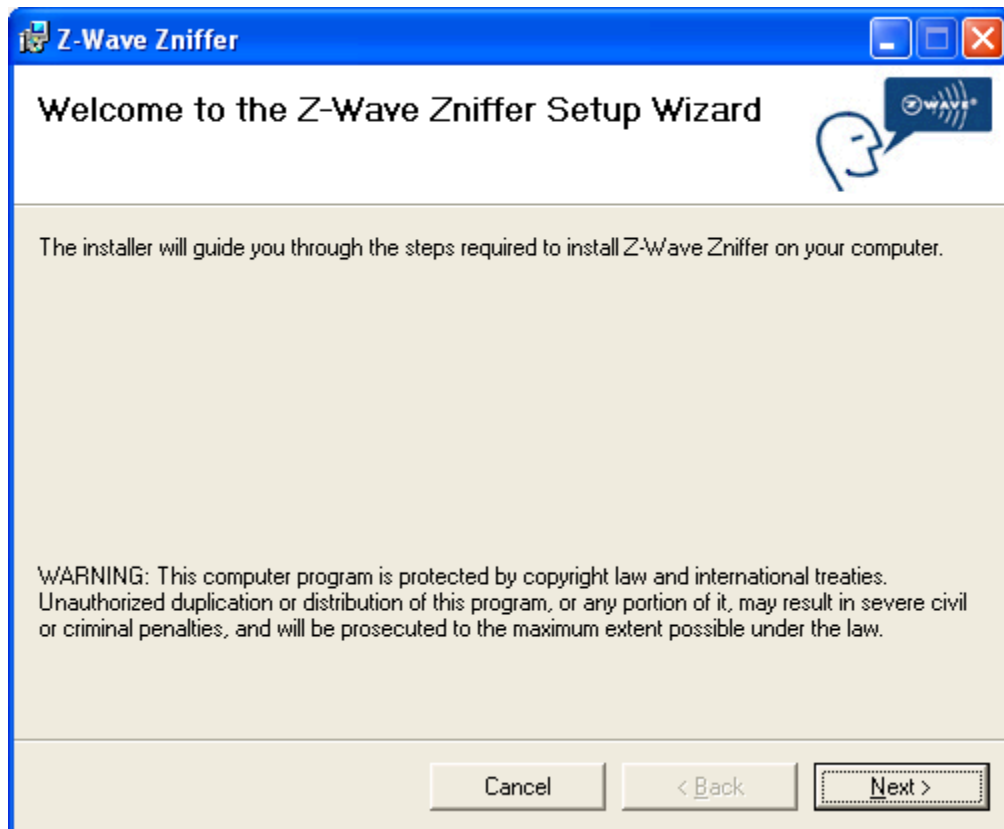 Z-Wave Zniffer
Welcome to the Z-Wave Zniffer Setup Wizard
ZWAVE®
The installer will guide you through the steps required to install Z-Wave Zniffer on your computer.
WARNING: This computer program is protected by copyright law and international treaties.
Unauthorized duplication or distribution of this program, or any portion of it, may result in severe civil
or criminal penalties, and will be prosecuted to the maximum extent possible under the law.
Cancel
< Back
Next >